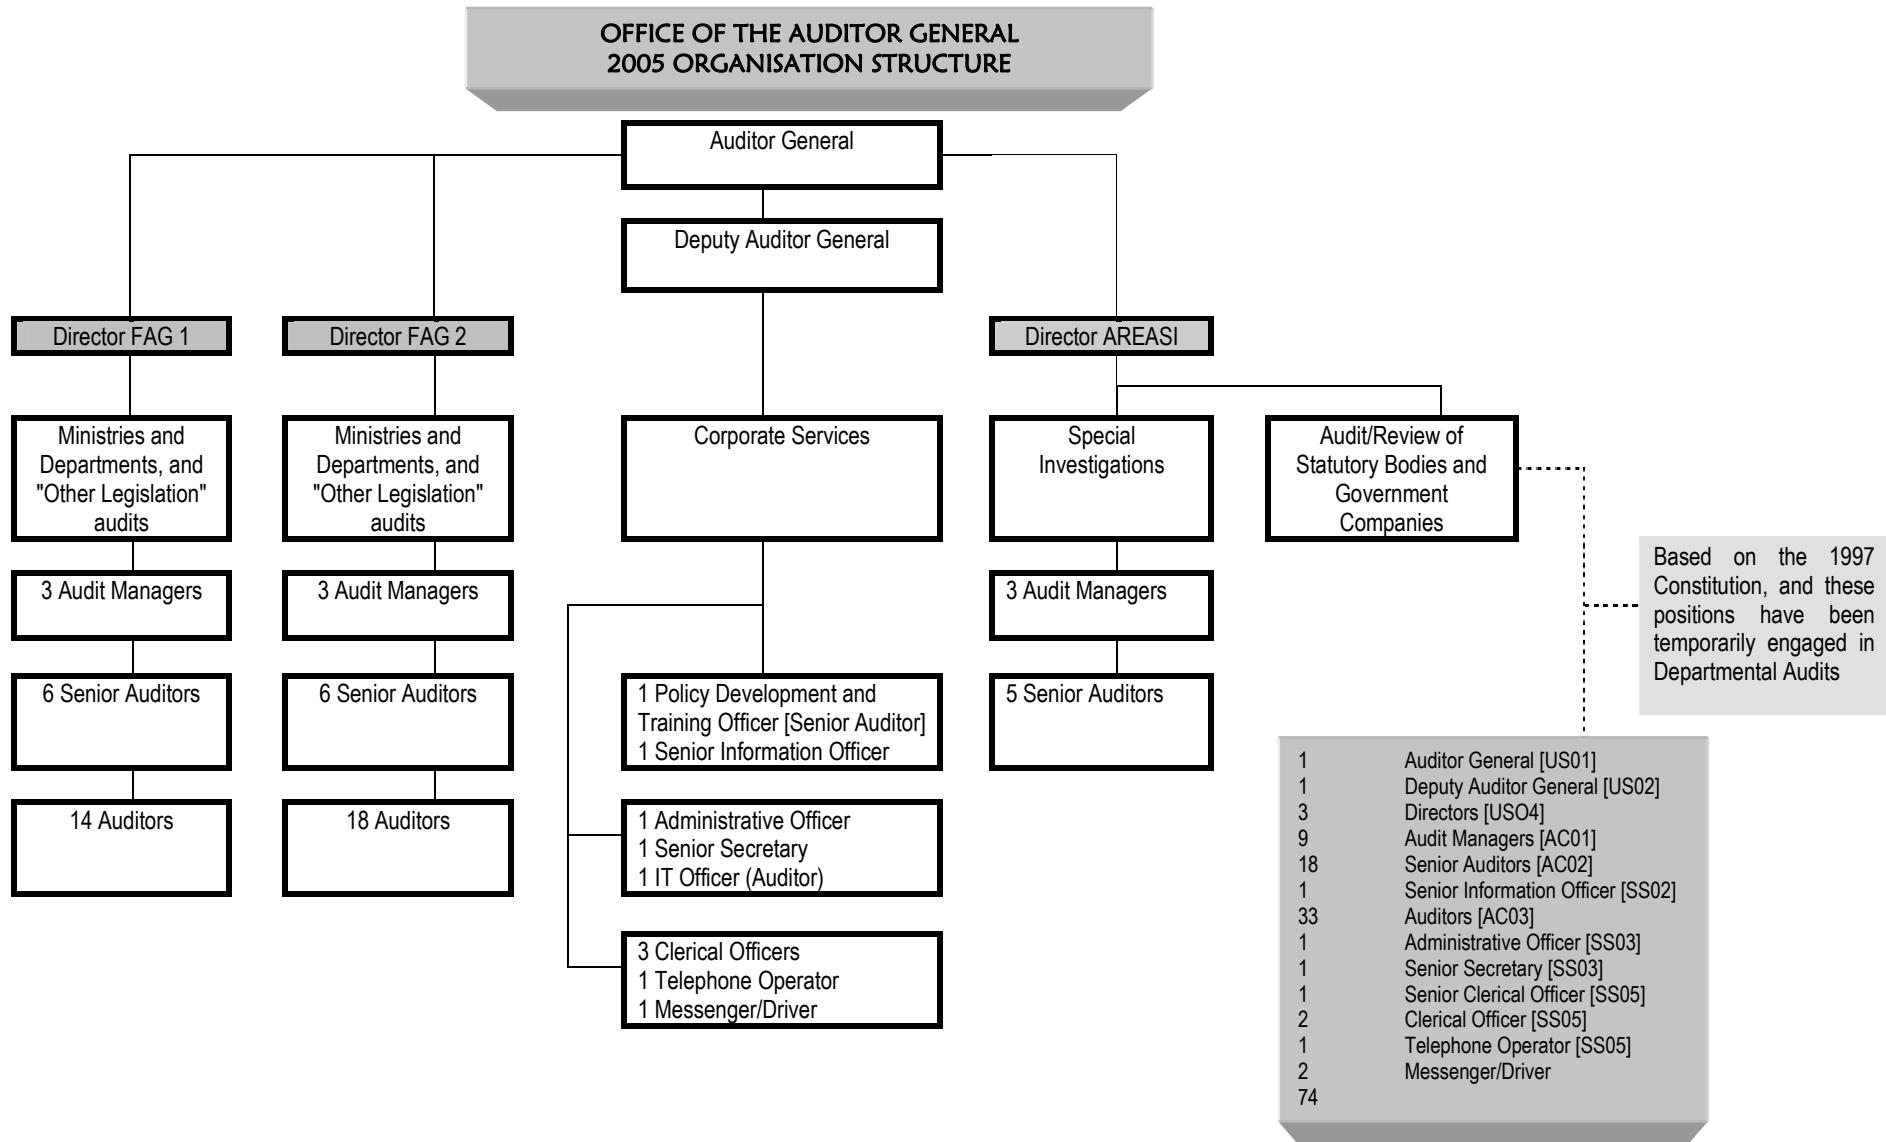 OFFICE OF THE AUDITOR GENERAL
2005 ORGANISATION STRUCTURE
Auditor General
Deputy Auditor General
Director FAG 1
Director FAG 2
Director AREASI
Ministries and
Departments, and
"Other Legislation"
audits
Ministries and
Departments, and
"Other Legislation"
audits
Corporate Services
Special
Investigations
Audit/Review of
Statutory Bodies and
Government
Companies
3 Audit Managers
3 Audit Managers
3 Audit Managers
Based on the 1997
Constitution, and these
positions have been
temporarily engaged in
Departmental Audits
6 Senior Auditors
6 Senior Auditors
1 Policy Development and
Training Officer [Senior Auditor]
1 Senior Information Officer
5 Senior Auditors
14 Auditors
18 Auditors
1 Administrative Officer
1 Senior Secretary
1 IT Officer (Auditor)
3 Clerical Officers
1 Telephone Operator
1 Messenger/Driver
1 Auditor General [US01]
1 Deputy Auditor General [US02]
3 Directors [USO4]
9 Audit Managers [AC01]
18 Senior Auditors [AC02]
1 Senior Information Officer [SS02]
33 Auditors [AC03]
1 Administrative Officer [SS03]
1 Senior Secretary [SS03]
1 Senior Clerical Officer [SS05]
2 Clerical Officer [SS05]
1 Telephone Operator [SS05]
2 Messenger/Driver
74